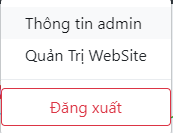 Thông tin admin
Quản Trị WebSite
Đăng xuất